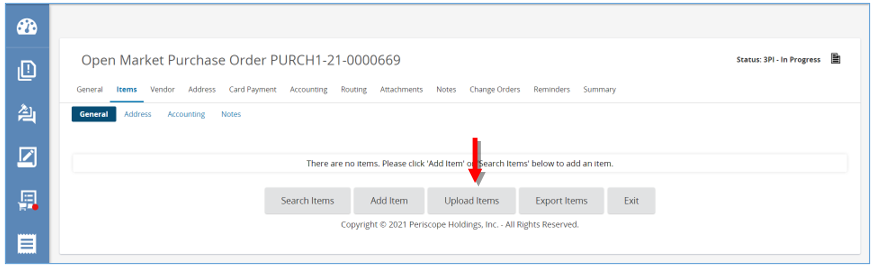 Open Market Purchase Order PURCH1-21-0000669
Status: 3PI - In Progress
General Items Vendor Address Card Payment Accounting Routing Attachments Notes Change Orders Reminders Summary
General Address Accounting Notes
There are no items. Please click 'Add Item' or 'Search Items' below to add an item.
Search Items Add Item Upload Items Export Items Exit
Copyright © 2021 Periscope Holdings, Inc. - All Rights Reserved.